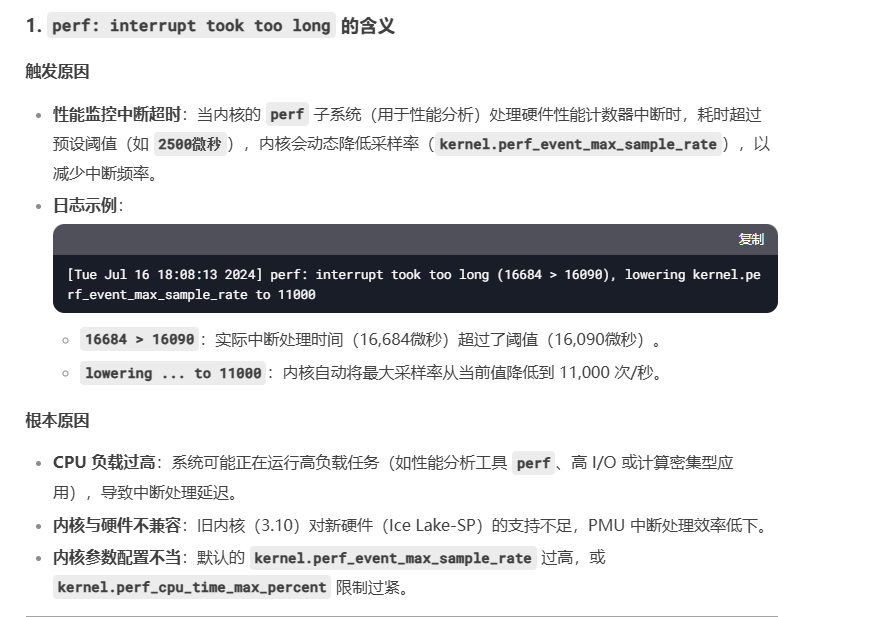 1. perf: interrupt took too long 的含义
触发原因
性能监控中断超时：当内核的 perf 子系统（用于性能分析）处理硬件性能计数器中断时，耗时超过
预设阈值（如 2500微秒），内核会动态降低采样率（kernel.perf_event_max_sample_rate），以
减少中断频率。
日志示例：
复制
[Tue Jul 16 18:08:13 2024] perf: interrupt took too long (16684 > 16090), lowering kernel.pe
rf_event_max_sample_rate to 11000
16684 > 16090：实际中断处理时间（16,684微秒）超过了阈值（16,090微秒）。
lowering ... to 11000：内核自动将最大采样率从当前值降低到 11,000 次/秒。
根本原因
CPU 负载过高：系统可能正在运行高负载任务（如性能分析工具 perf、高 I/O 或计算密集型应
用），导致中断处理延迟。
内核与硬件不兼容：旧内核（3.10）对新硬件（Ice Lake-SP）的支持不足，PMU 中断处理效率低下。
内核参数配置不当：默认的 kernel.perf_event_max_sample_rate 过高，或
kernel.perf_cpu_time_max_percent 限制过紧。